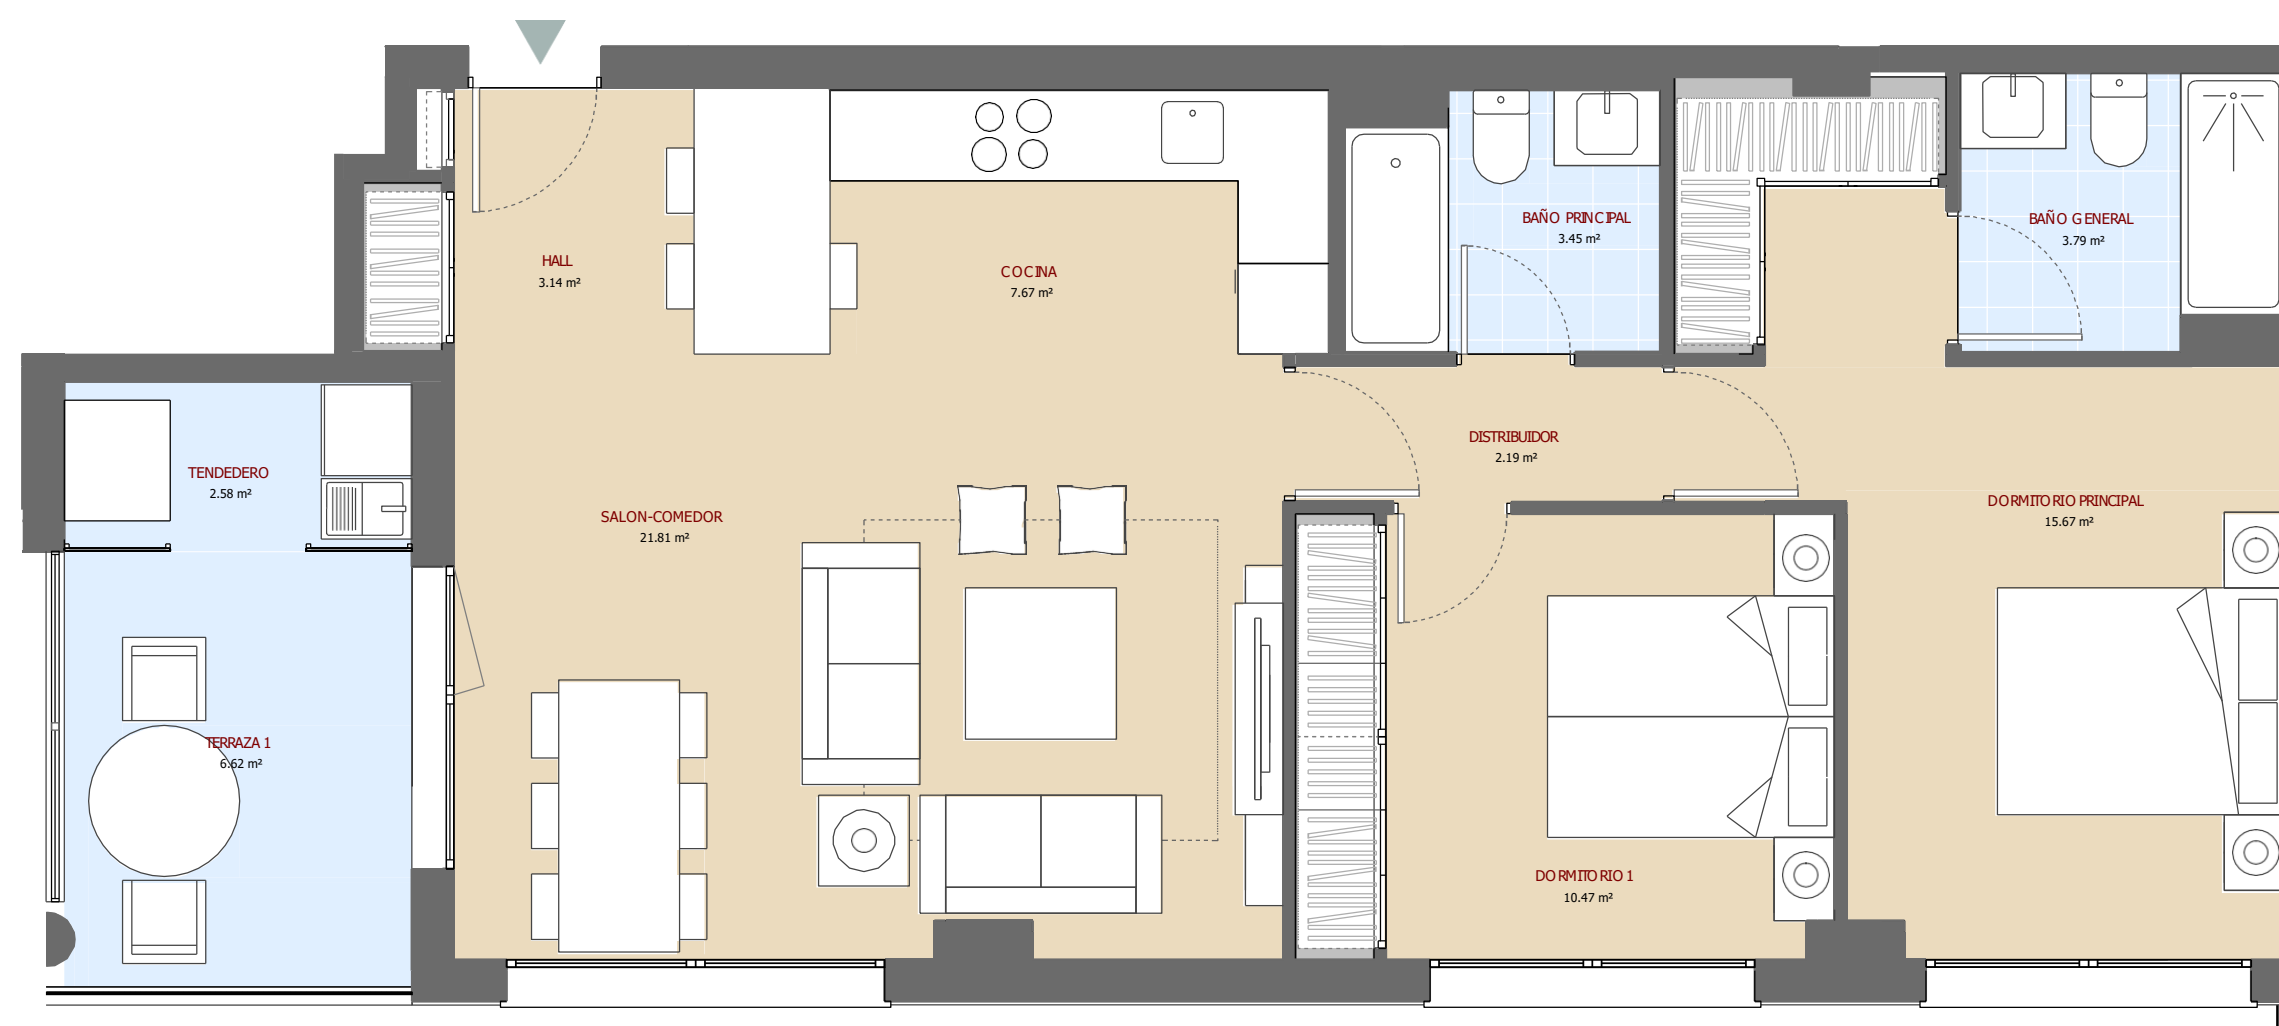 HALL
3.14 m²
COCINA
7.67 m²
BAÑO PRINCIPAL
3.45 m²
BAÑO GENERAL
3.79 m²
TENDEDERO
2.58 m²
SALON-COMEDOR
21.81 m²
DISTRIBUIDOR
2.19 m²
DORMITORIO PRINCIPAL
15.67 m²
TERRAZA 1
6.62 m²
DORMITORIO 1
10.47 m²